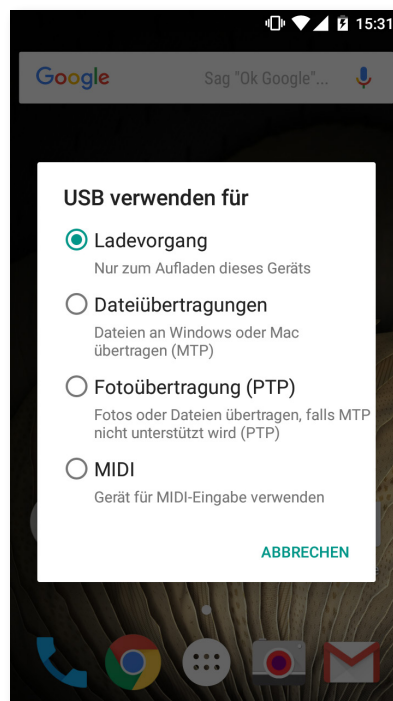 15:31
Google Sag "Ok Google"...
USB verwenden für
Ladevorgang
Nur zum Aufladen dieses Geräts
Dateiübertragungen
Dateien an Windows oder Mac
übertragen (MTP)
Fotoübertragung (PTP)
Fotos oder Dateien übertragen, falls MTP
nicht unterstützt wird (PTP)
MIDI
Gerät für MIDI-Eingabe verwenden
ABBRECHEN